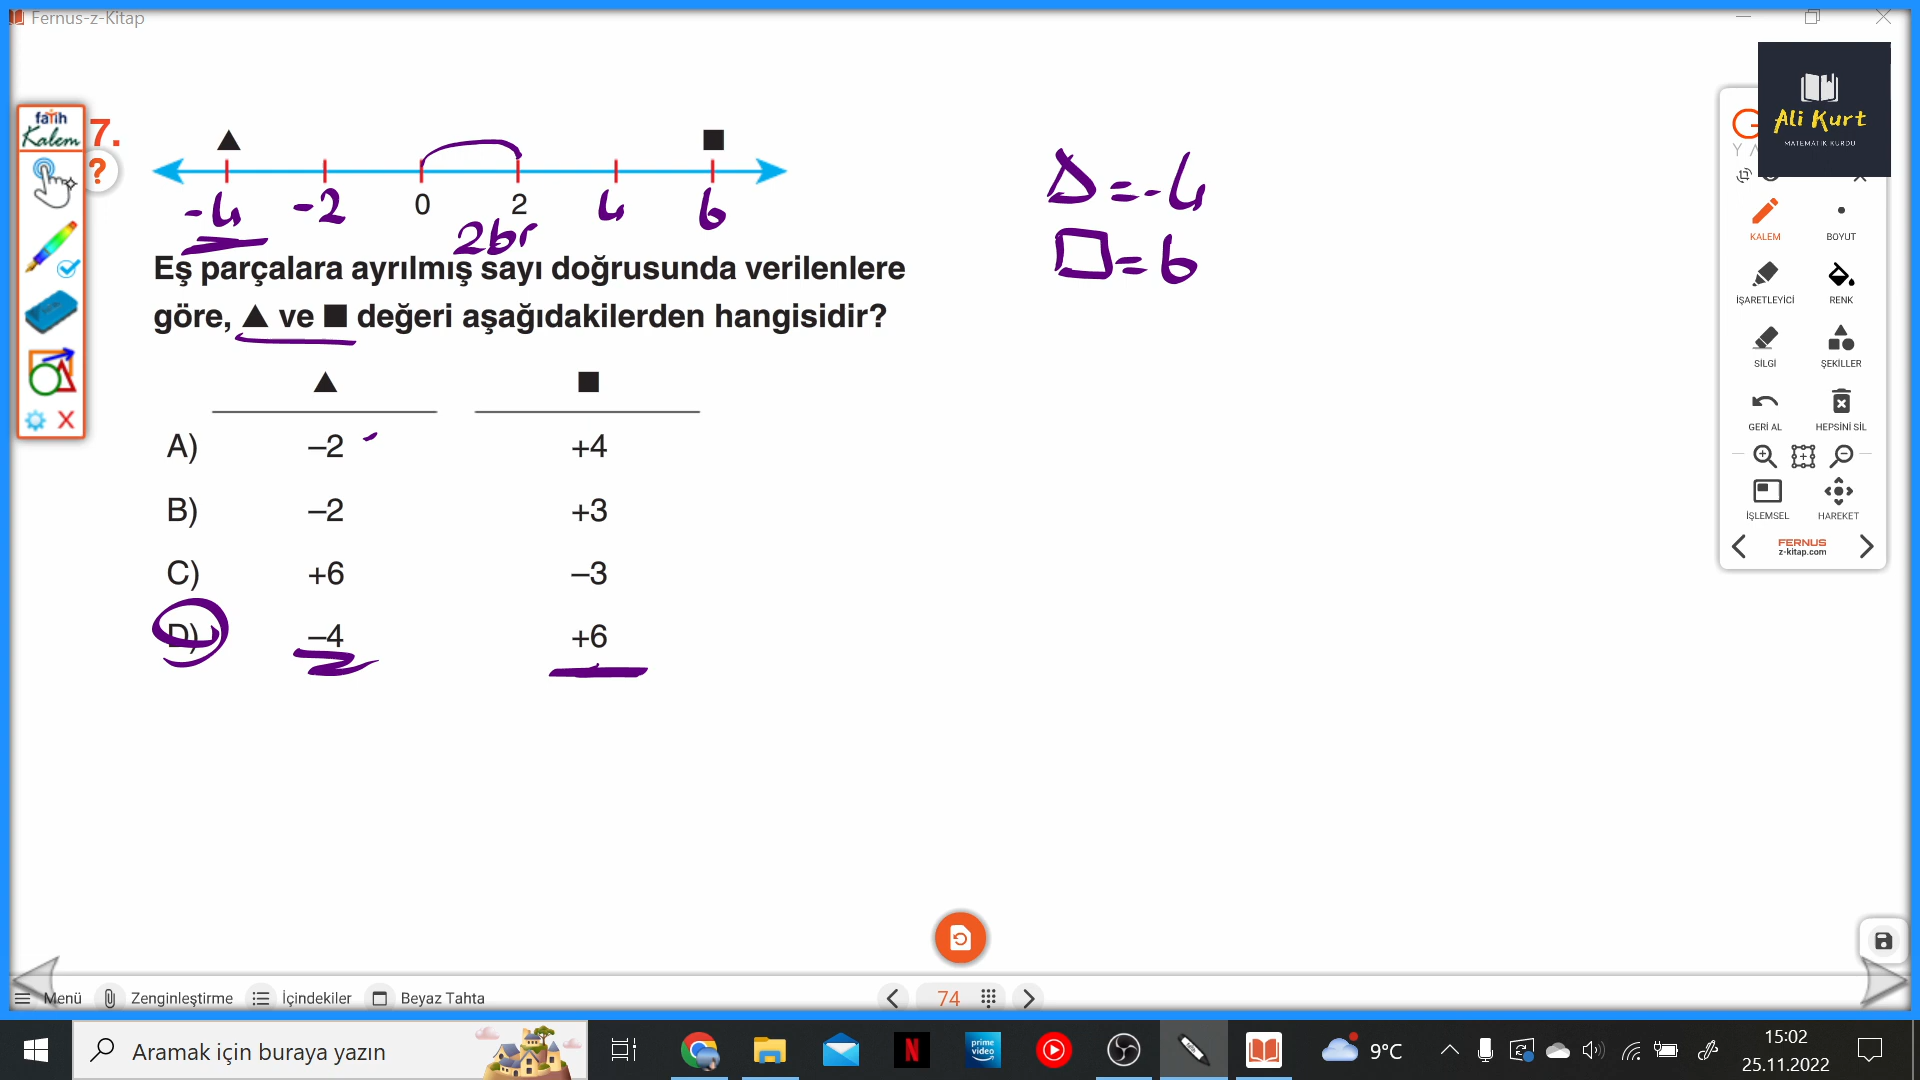 Fernus-z-Kitap
fatih
Kalem
7.
?
▲ ■
0 2
-4 -2 4 6
2br
Δ=-4
□=6
Eş parçalara ayrılmış sayı doğrusunda verilenlere
göre, ▲ ve ■ değeri aşağıdakilerden hangisidir?
▲ ■
A) –2 +4
B) –2 +3
C) +6 –3
D) –4 +6
Ali Kurt
MATEMATİK KURDU
KALEM BOYUT
İŞARETLEYİCİ RENK
SİLGİ ŞEKİLLER
GERİ AL HEPSİNİ SİL
İŞLEMSEL HAREKET
FERNUS
z-kitap.com
Menü Zenginleştirme İçindekiler Beyaz Tahta
74
Aramak için buraya yazın
N
prime
video
9°C
15:02
25.11.2022